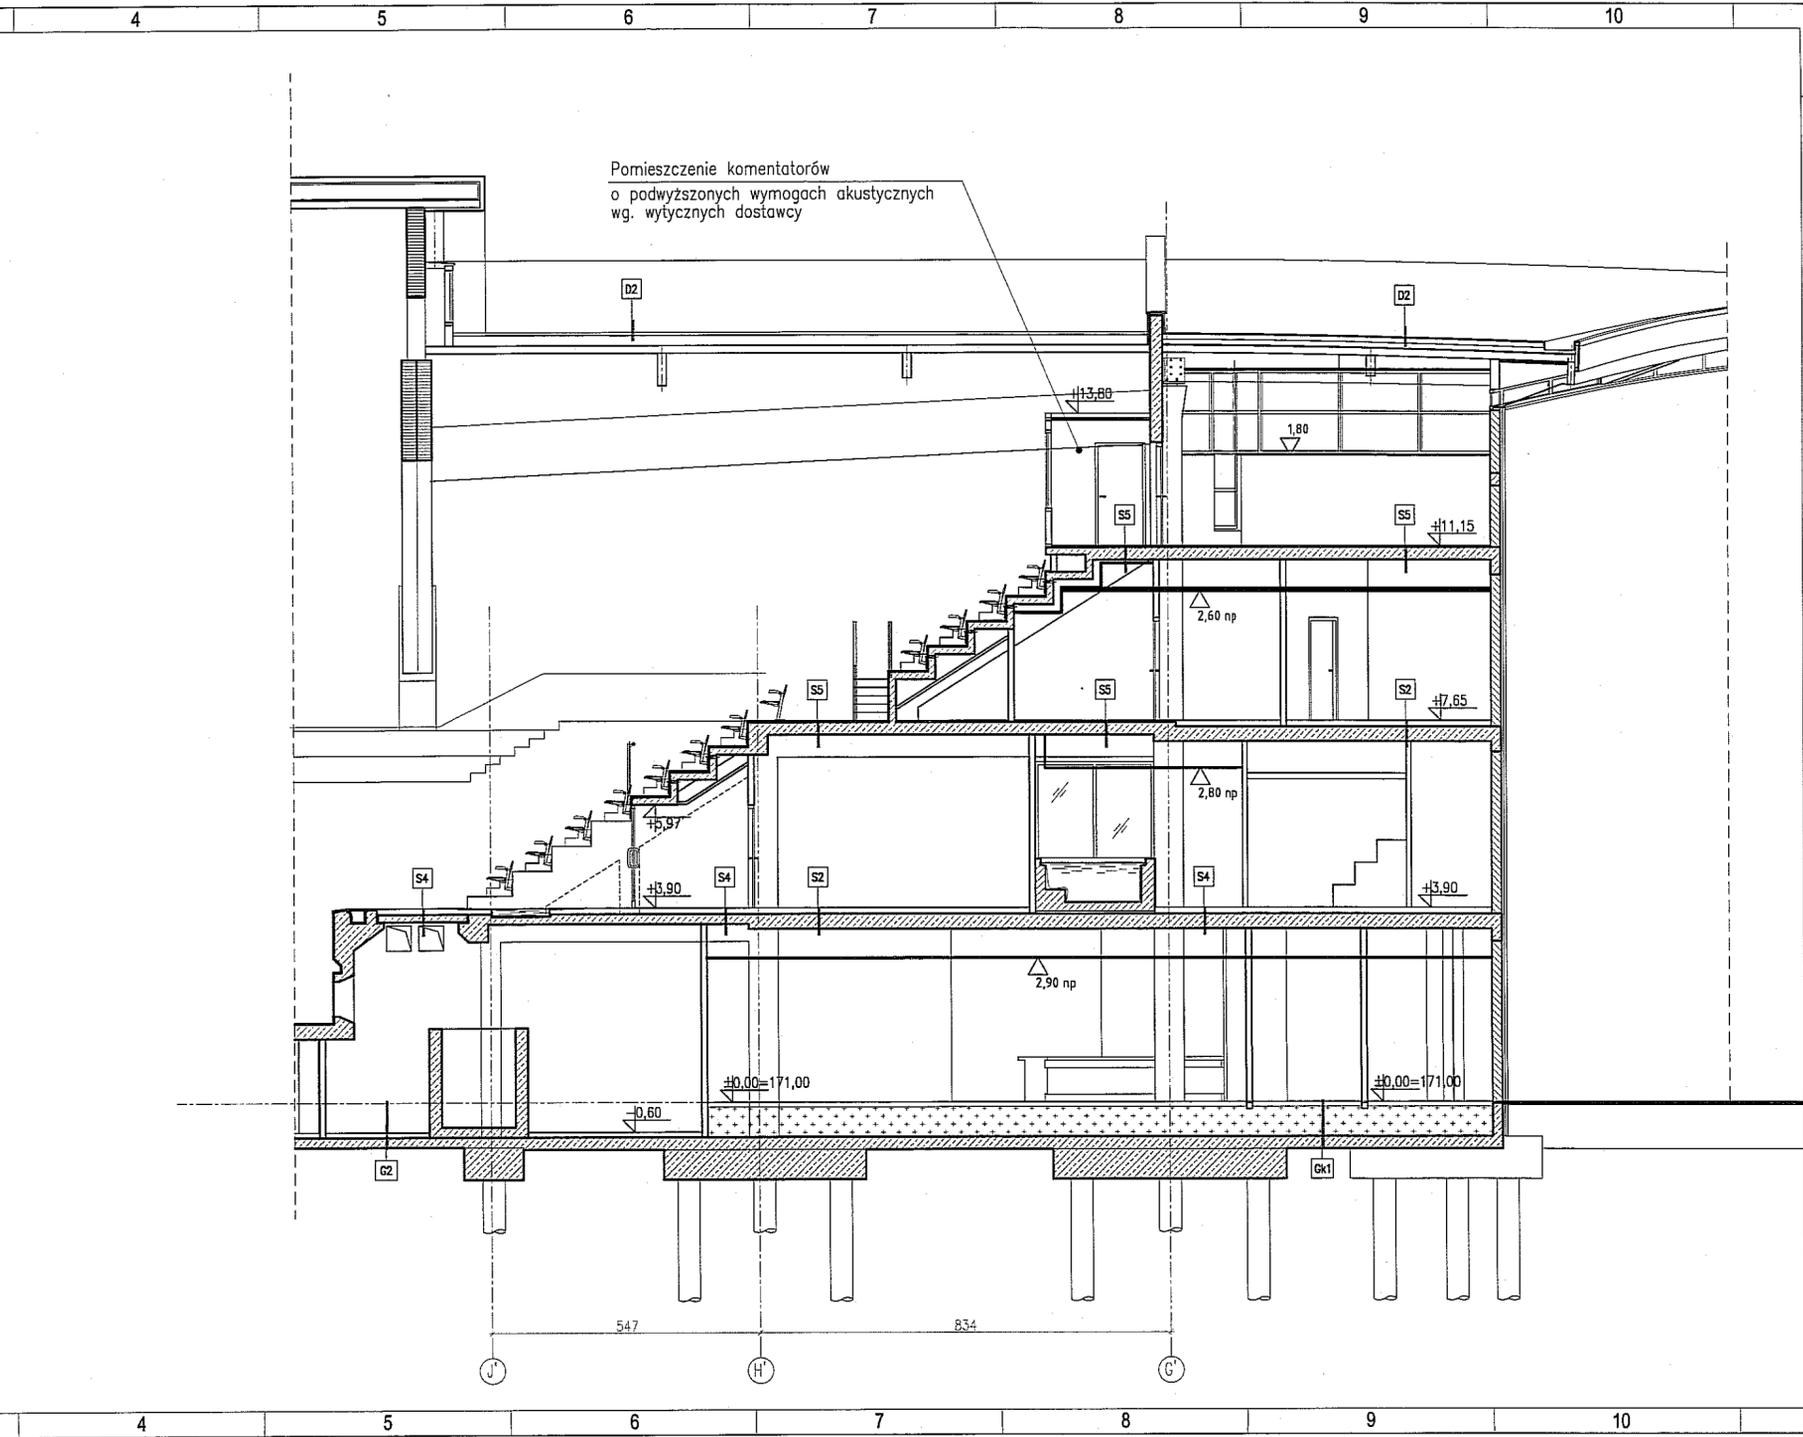 4 5 6 7 8 9 10
Pomieszczenie komentatorów
o podwyższonych wymogach akustycznych
wg. wytycznych dostawcy
D2
D2
+13,80
1,80
S5
S5
+11,15
2,60 np
S5
S5
S2
+7,65
2,80 np
+5,97
S4
+3,90
S4
S2
S4
+3,90
2,90 np
±0,00=171,00
±0,00=171,00
-0,60
G2
Gk1
547
834
J'
H'
G'
4 5 6 7 8 9 10